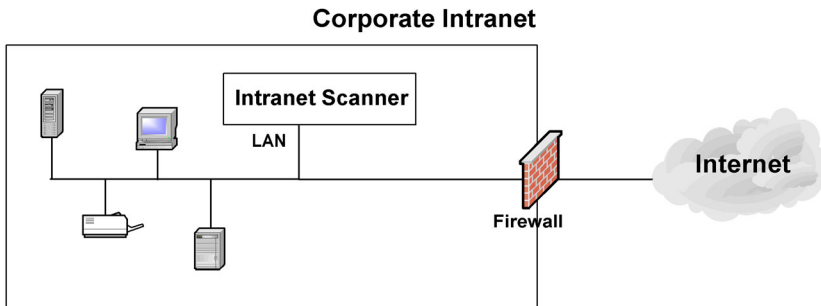 Corporate Intranet
Intranet Scanner
LAN
Internet
Firewall